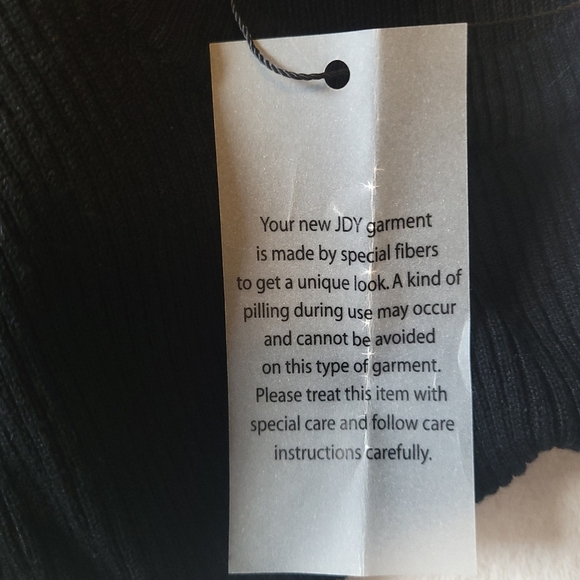 Your new JDY garment
is made by special fibers
to get a unique look. A kind of
pilling during use may occur
and cannot be avoided
on this type of garment.
Please treat this item with
special care and follow care
instructions carefully.